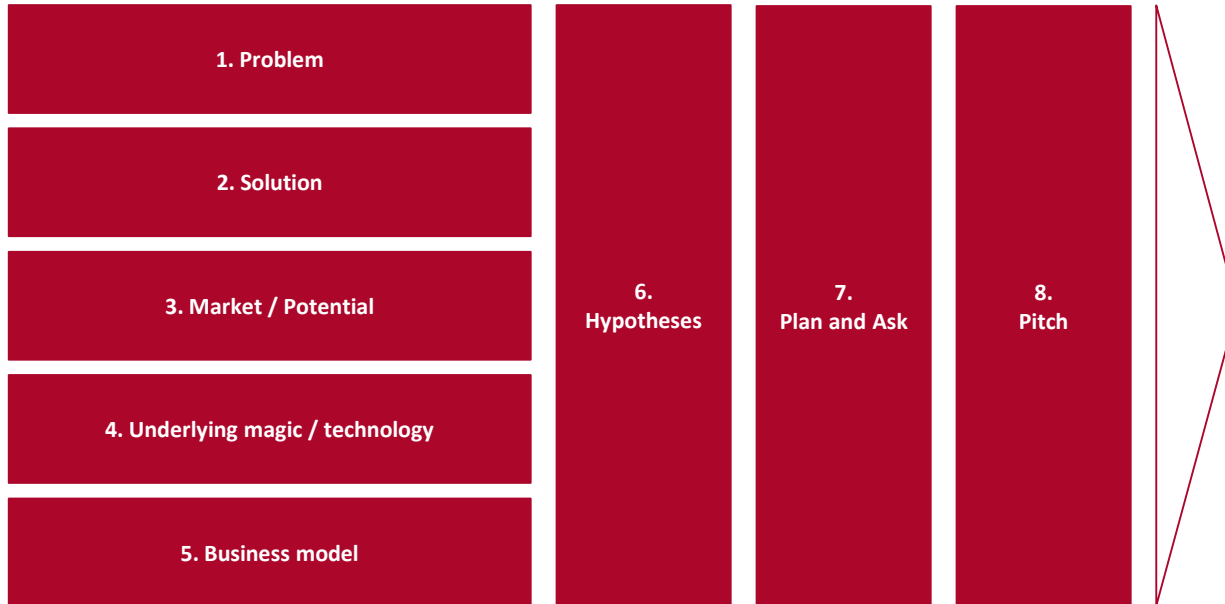 1. Problem
2. Solution
3. Market / Potential
4. Underlying magic / technology
5. Business model
6.
Hypotheses
7.
Plan and Ask
8.
Pitch